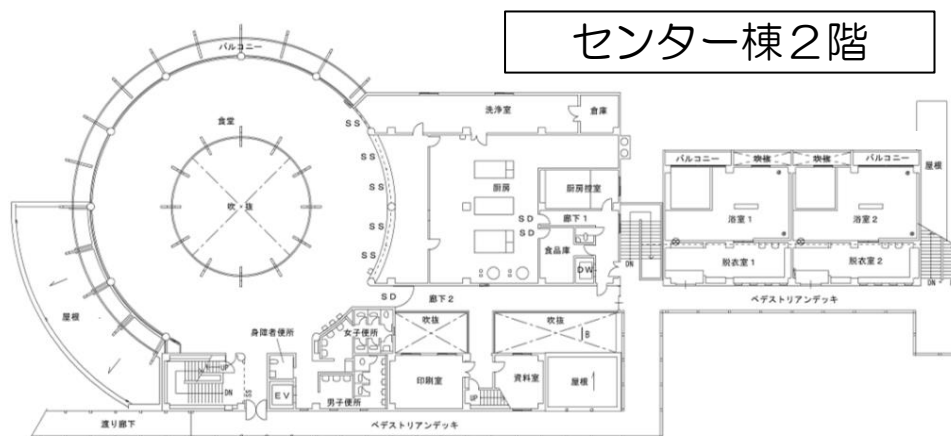 センター棟2階
バルコニー
洗浄室
倉庫
SS
食堂
SS
バルコニー
吹抜
吹抜
バルコニー
屋根
SS
厨房
厨房控室
吹・抜
SS
SD
廊下1
浴室1
浴室2
SD
SS
食品庫
DW
DN
脱衣室1
脱衣室2
DN
SD
廊下2
ペデストリアンデッキ
屋根
吹抜
吹抜
身障者便所
女子便所
B
UP
印刷室
資料室
屋根
DN
SS
EV
男子便所
UP
渡り廊下
ペデストリアンデッキ